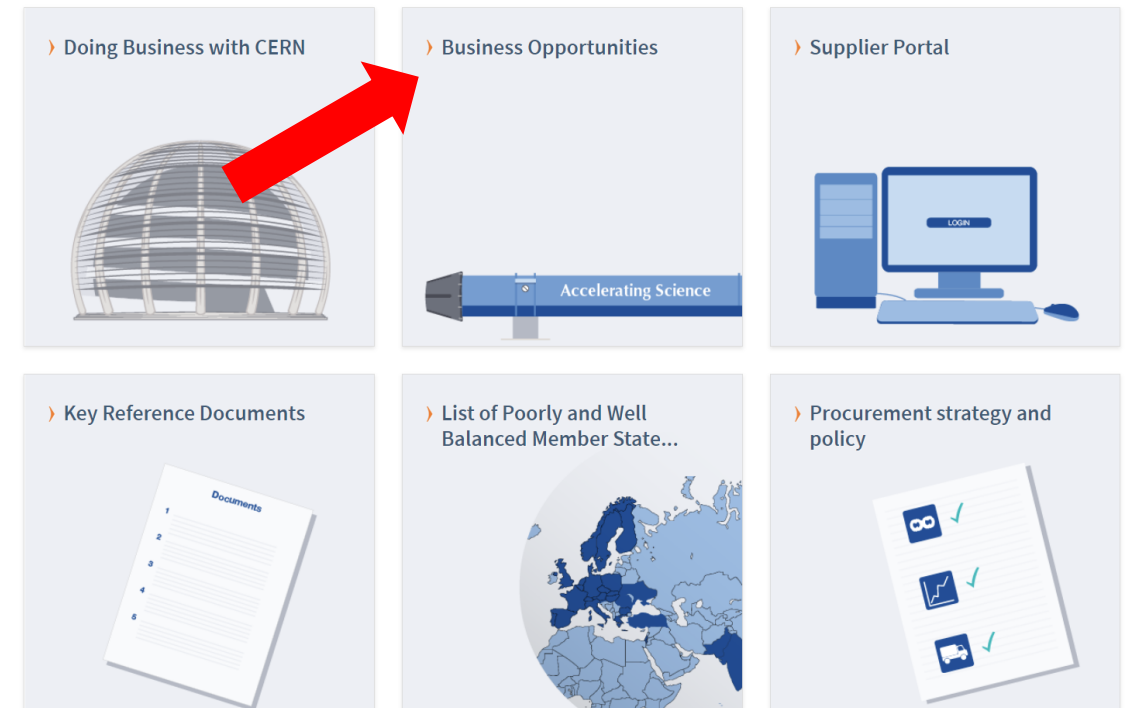 Doing Business with CERN
Business Opportunities
Accelerating Science
Supplier Portal
LOGIN
Key Reference Documents
Documents
1
2
3
4
5
List of Poorly and Well
Balanced Member State...
Procurement strategy and
policy